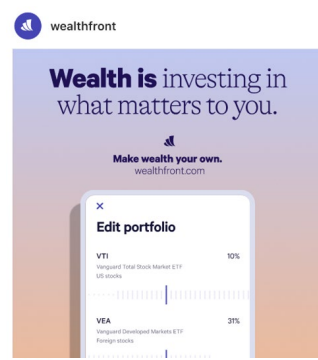 wealthfront
Wealth is investing in
what matters to you.
Make wealth your own.
wealthfront.com
Edit portfolio
VTI 10%
Vanguard Total Stock Market ETF
US stocks
VEA 31%
Vanguard Developed Markets ETF
Foreign stocks